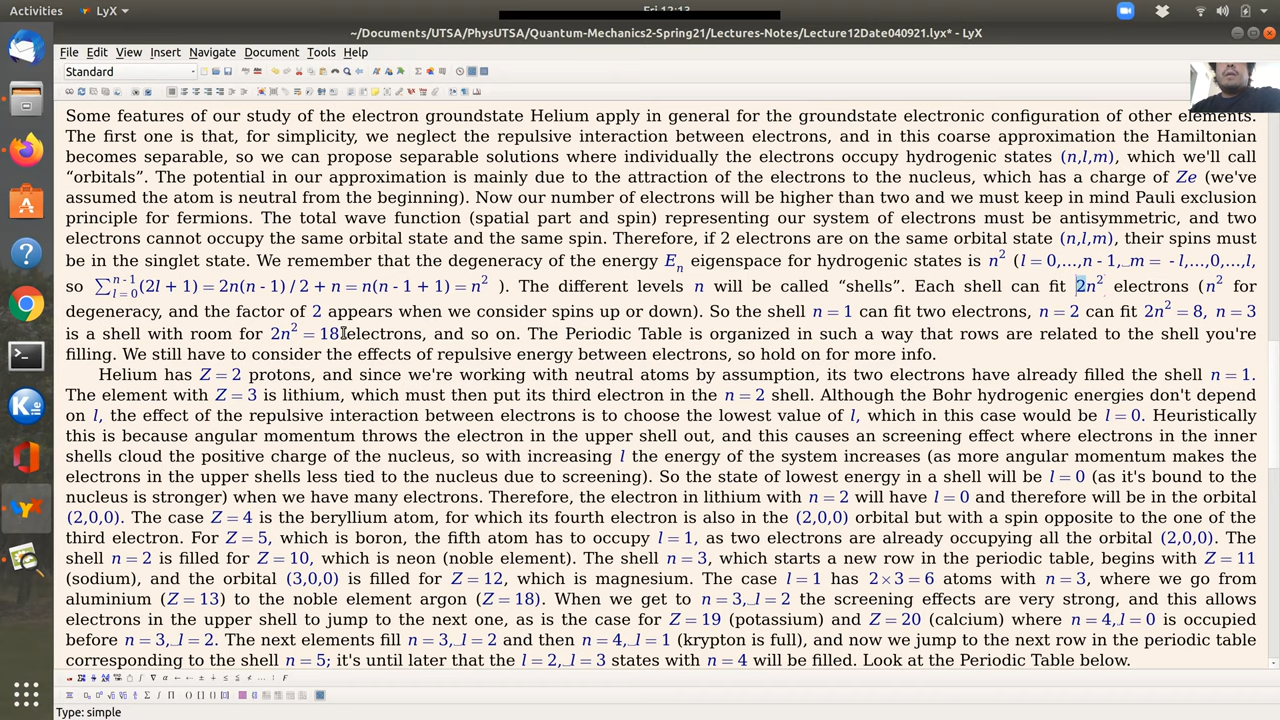 Activities LyX Fri 12:13
~/Documents/UTSA/PhysUTSA/Quantum-Mechanics2-Spring21/Lectures-Notes/Lecture12Date040921.lyx* - LyX
File Edit View Insert Navigate Document Tools Help
Standard
Some features of our study of the electron groundstate Helium apply in general for the groundstate electronic configuration of other elements.
The first one is that, for simplicity, we neglect the repulsive interaction between electrons, and in this coarse approximation the Hamiltonian
becomes separable, so we can propose separable solutions where individually the electrons occupy hydrogenic states (n,l,m), which we'll call
“orbitals”. The potential in our approximation is mainly due to the attraction of the electrons to the nucleus, which has a charge of Ze (we've
assumed the atom is neutral from the beginning). Now our number of electrons will be higher than two and we must keep in mind Pauli exclusion
principle for fermions. The total wave function (spatial part and spin) representing our system of electrons must be antisymmetric, and two
electrons cannot occupy the same orbital state and the same spin. Therefore, if 2 electrons are on the same orbital state (n,l,m), their spins must
be in the singlet state. We remember that the degeneracy of the energy E_n eigenspace for hydrogenic states is n² (l=0,...,n-1, m=-l,...,0,...,l,
so ∑_{l=0}^{n-1}(2l+1)=2n(n-1)/2+n=n(n-1+1)=n² ). The different levels n will be called “shells”. Each shell can fit 2n² electrons (n² for
degeneracy, and the factor of 2 appears when we consider spins up or down). So the shell n=1 can fit two electrons, n=2 can fit 2n²=8, n=3
is a shell with room for 2n²=18 electrons, and so on. The Periodic Table is organized in such a way that rows are related to the shell you're
filling. We still have to consider the effects of repulsive energy between electrons, so hold on for more info.
Helium has Z=2 protons, and since we're working with neutral atoms by assumption, its two electrons have already filled the shell n=1.
The element with Z=3 is lithium, which must then put its third electron in the n=2 shell. Although the Bohr hydrogenic energies don't depend
on l, the effect of the repulsive interaction between electrons is to choose the lowest value of l, which in this case would be l=0. Heuristically
this is because angular momentum throws the electron in the upper shell out, and this causes an screening effect where electrons in the inner
shells cloud the positive charge of the nucleus, so with increasing l the energy of the system increases (as more angular momentum makes the
electrons in the upper shells less tied to the nucleus due to screening). So the state of lowest energy in a shell will be l=0 (as it's bound to the
nucleus is stronger) when we have many electrons. Therefore, the electron in lithium with n=2 will have l=0 and therefore will be in the orbital
(2,0,0). The case Z=4 is the beryllium atom, for which its fourth electron is also in the (2,0,0) orbital but with a spin opposite to the one of the
third electron. For Z=5, which is boron, the fifth atom has to occupy l=1, as two electrons are already occupying all the orbital (2,0,0). The
shell n=2 is filled for Z=10, which is neon (noble element). The shell n=3, which starts a new row in the periodic table, begins with Z=11
(sodium), and the orbital (3,0,0) is filled for Z=12, which is magnesium. The case l=1 has 2×3=6 atoms with n=3, where we go from
aluminium (Z=13) to the noble element argon (Z=18). When we get to n=3, l=2 the screening effects are very strong, and this allows
electrons in the upper shell to jump to the next one, as is the case for Z=19 (potassium) and Z=20 (calcium) where n=4, l=0 is occupied
before n=3, l=2. The next elements fill n=3, l=2 and then n=4, l=1 (krypton is full), and now we jump to the next row in the periodic table
corresponding to the shell n=5; it's until later that the l=2, l=3 states with n=4 will be filled. Look at the Periodic Table below.
Type: simple